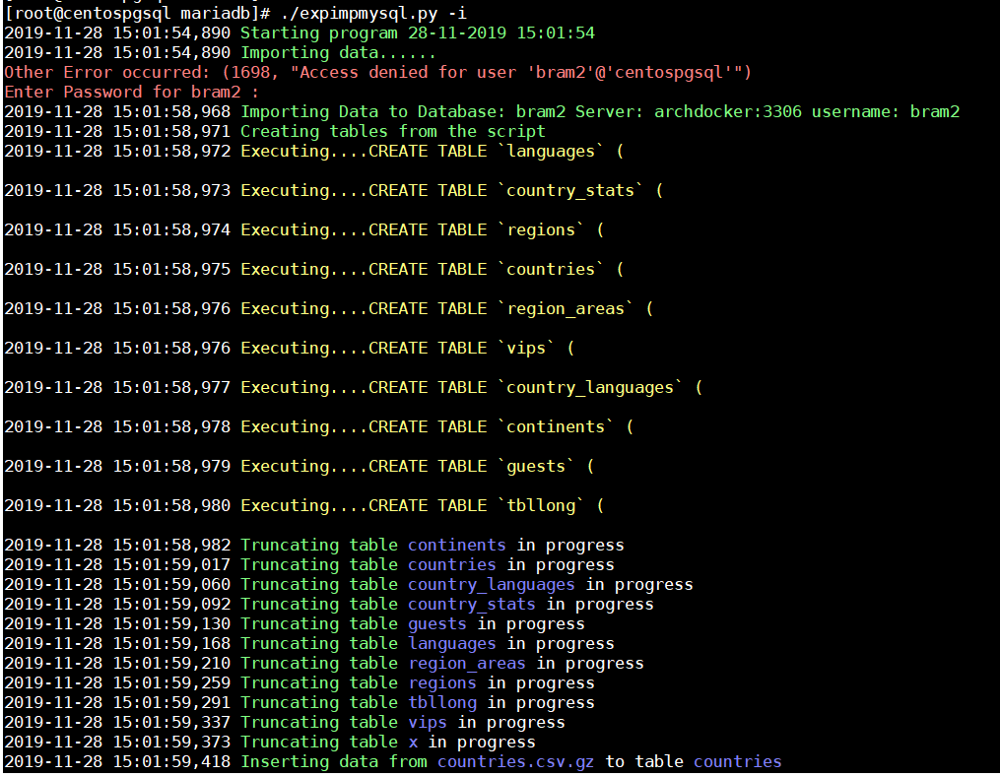 [root@centospgsql mariadb]# ./expimpmysql.py -i
2019-11-28 15:01:54,890 Starting program 28-11-2019 15:01:54
2019-11-28 15:01:54,890 Importing data......
Other Error occurred: (1698, "Access denied for user 'bram2'@'centospgsql'")
Enter Password for bram2 :
2019-11-28 15:01:58,968 Importing Data to Database: bram2 Server: archdocker:3306 username: bram2
2019-11-28 15:01:58,971 Creating tables from the script
2019-11-28 15:01:58,972 Executing....CREATE TABLE `languages` (
2019-11-28 15:01:58,973 Executing....CREATE TABLE `country_stats` (
2019-11-28 15:01:58,974 Executing....CREATE TABLE `regions` (
2019-11-28 15:01:58,975 Executing....CREATE TABLE `countries` (
2019-11-28 15:01:58,976 Executing....CREATE TABLE `region_areas` (
2019-11-28 15:01:58,976 Executing....CREATE TABLE `vips` (
2019-11-28 15:01:58,977 Executing....CREATE TABLE `country_languages` (
2019-11-28 15:01:58,978 Executing....CREATE TABLE `continents` (
2019-11-28 15:01:58,979 Executing....CREATE TABLE `guests` (
2019-11-28 15:01:58,980 Executing....CREATE TABLE `tbllong` (
2019-11-28 15:01:58,982 Truncating table continents in progress
2019-11-28 15:01:59,017 Truncating table countries in progress
2019-11-28 15:01:59,060 Truncating table country_languages in progress
2019-11-28 15:01:59,092 Truncating table country_stats in progress
2019-11-28 15:01:59,130 Truncating table guests in progress
2019-11-28 15:01:59,168 Truncating table languages in progress
2019-11-28 15:01:59,210 Truncating table region_areas in progress
2019-11-28 15:01:59,259 Truncating table regions in progress
2019-11-28 15:01:59,291 Truncating table tbllong in progress
2019-11-28 15:01:59,337 Truncating table vips in progress
2019-11-28 15:01:59,373 Truncating table x in progress
2019-11-28 15:01:59,418 Inserting data from countries.csv.gz to table countries